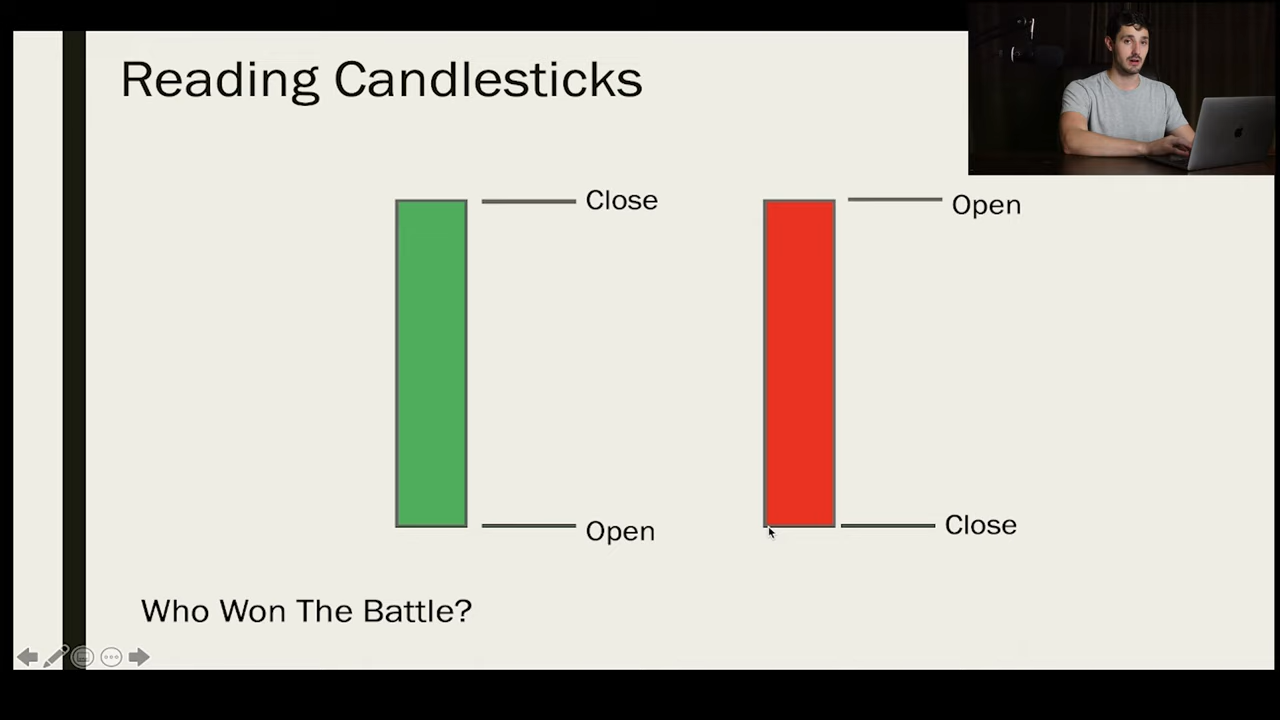 Reading Candlesticks
Close
Open
Open
Close
Who Won The Battle?